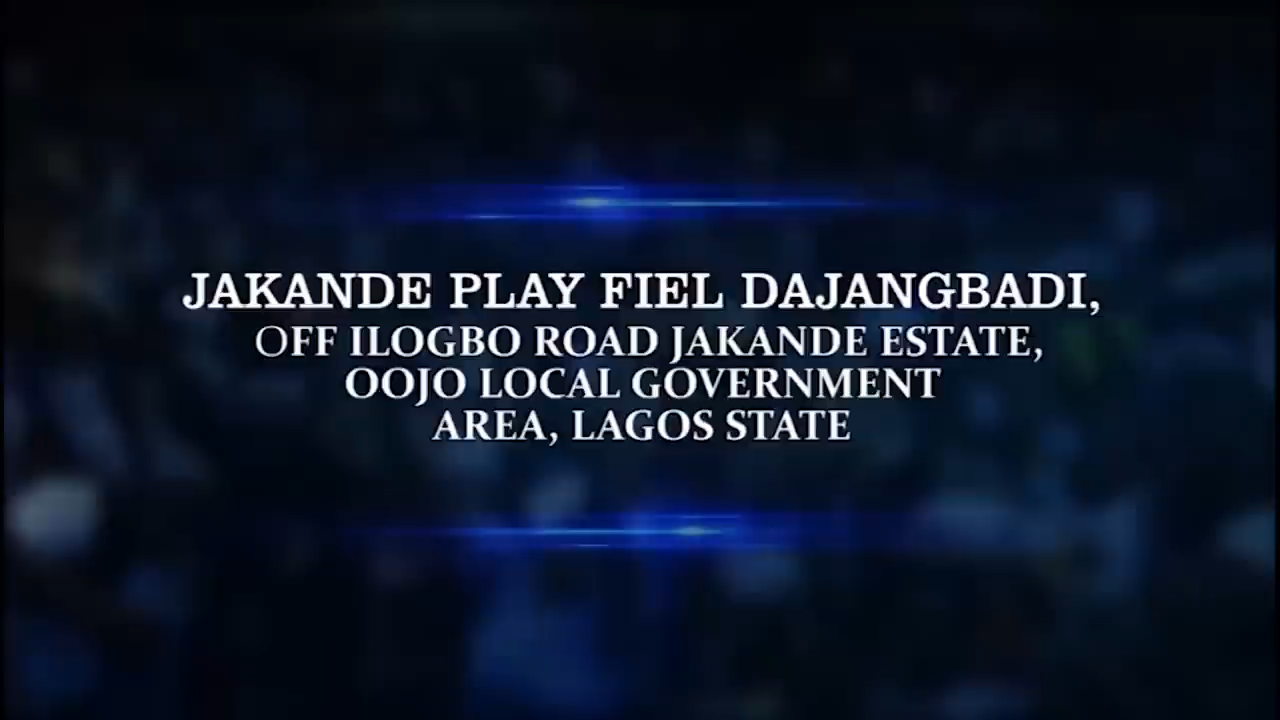 JAKANDE PLAY FIEL DAJANGBADI,
OFF ILOGBO ROAD JAKANDE ESTATE,
OOJO LOCAL GOVERNMENT
AREA, LAGOS STATE